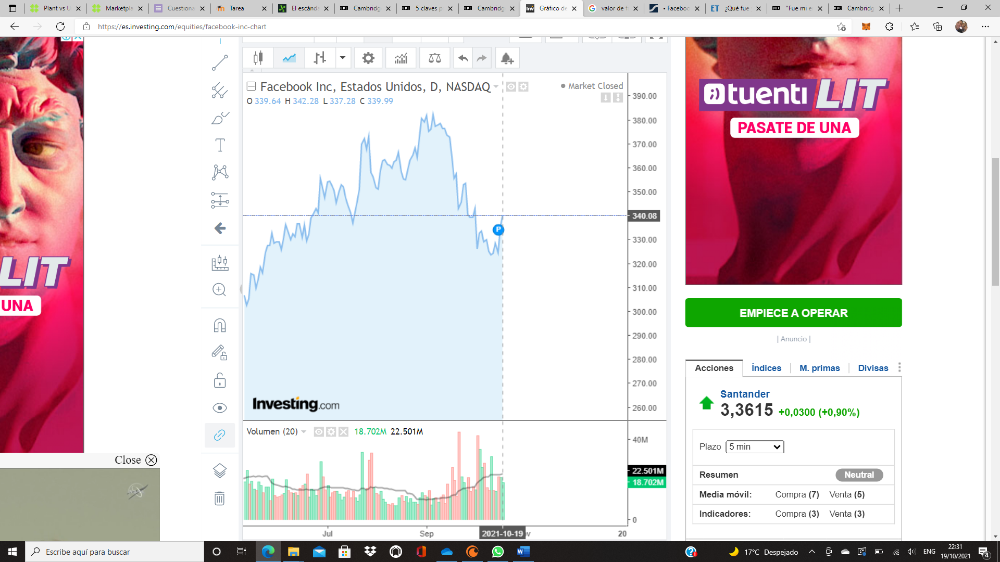 Plant vs U
Marketpla
Cuestiona
Tarea
El escánda
Cambridg
5 claves p
Cambridg
Gráfico de
valor de fa
• Faceboo
¿Qué fue
"Fue mi e
Cambridg
https://es.investing.com/equities/facebook-inc-chart
Facebook Inc, Estados Unidos, D, NASDAQ
Market Closed
O 339.64 H 342.28 L 337.28 C 339.99
390.00
380.00
370.00
360.00
350.00
340.08
330.00
320.00
310.00
300.00
290.00
280.00
270.00
260.00
P
Investing.com
Volumen (20) 18.702M 22.501M
40M
22.501M
18.702M
0
Jul
Sep
2021-10-19
20
tuenti LIT
PASATE DE UNA
LIT
UNA
Close
EMPIECE A OPERAR
| Anuncio |
Acciones Índices M. primas Divisas
Santander
3,3615 +0,0300 (+0,90%)
Plazo 5 min
Resumen Neutral
Media móvil: Compra (7) Venta (5)
Indicadores: Compra (3) Venta (3)
Escribe aquí para buscar
17°C Despejado
ENG
22:31
19/10/2021
4